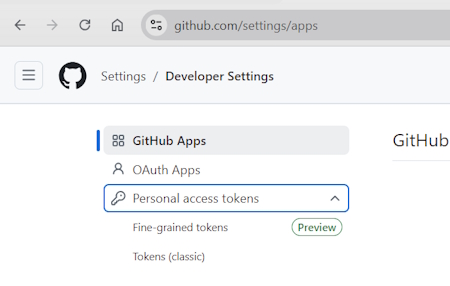 github.com/settings/apps
Settings / Developer Settings
GitHub Apps
GitHub
OAuth Apps
Personal access tokens
Fine-grained tokens Preview
Tokens (classic)